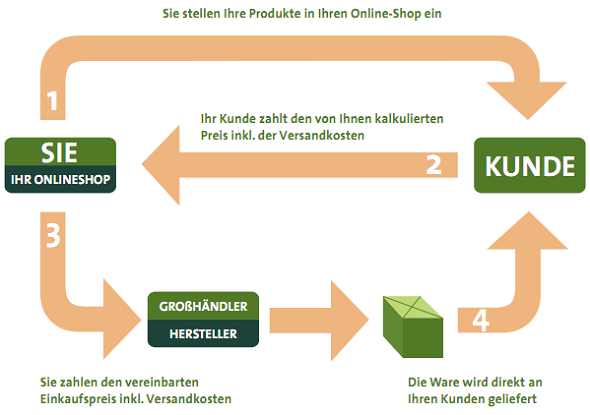 Sie stellen Ihre Produkte in Ihren Online-Shop ein
1
Ihr Kunde zahlt den von Ihnen kalkulierten
Preis inkl. der Versandkosten
SIE
IHR ONLINESHOP
2
KUNDE
3
GROßHÄNDLER
HERSTELLER
4
Sie zahlen den vereinbarten
Einkaufspreis inkl. Versandkosten
Die Ware wird direkt an
Ihren Kunden geliefert